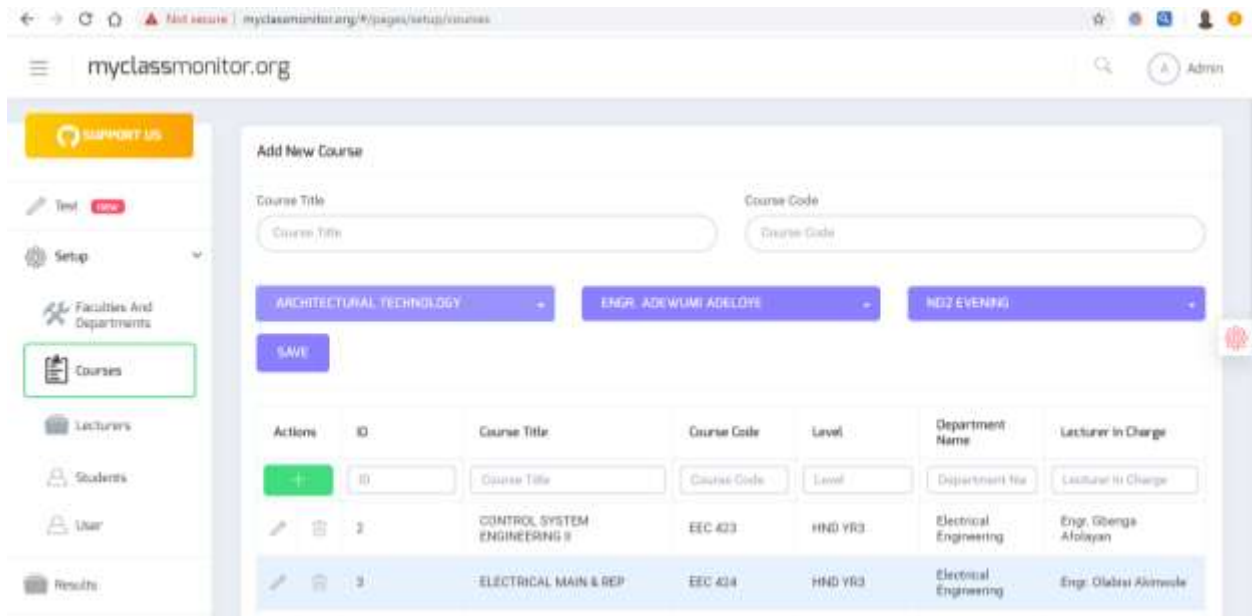 Not secure | myclassmonitor.org/#/pages/setup/courses
myclassmonitor.org
A Admin
SUPPORT US
Add New Course
Test new
Course Title Course Code
Course Title Course Code
Setup
ARCHITECTURAL TECHNOLOGY ENGR. ADEWUMI ADELOYE ND2 EVENING
Faculties And
Departments
SAVE
Courses
Lecturers
Actions ID Course Title Course Code Level Department
Name Lecturer In Charge
Students
ID Course Title Course Code Level Department Na Lecturer In Charge
User
2 CONTROL SYSTEM
ENGINEERING II EEC 423 HND YR3 Electrical
Engineering Engr. Gbenga
Afolayan
Results
3 ELECTRICAL MAIN & REP EEC 424 HND YR3 Electrical
Engineering Engr. Olabisi